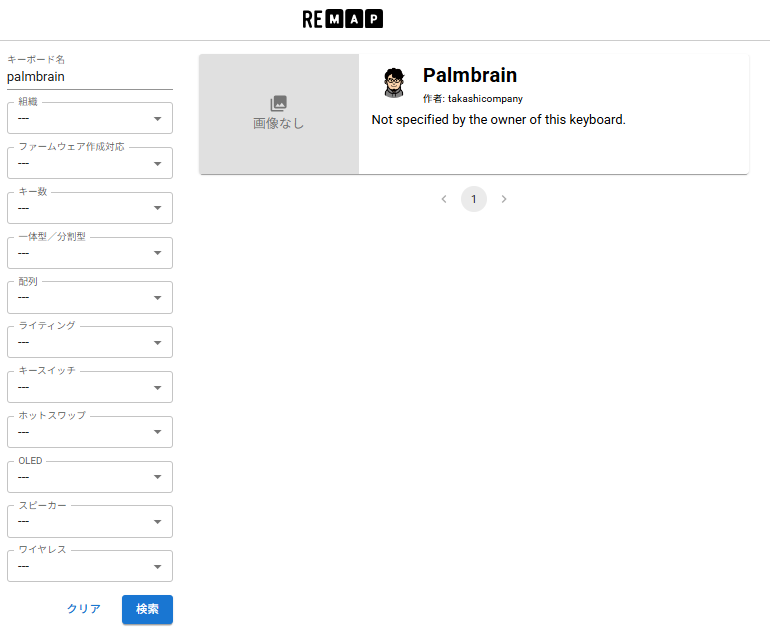 REMAP
キーボード名
palmbrain
組織
---
ファームウェア作成対応
---
キー数
---
一体型／分割型
---
配列
---
ライティング
---
キースイッチ
---
ホットスワップ
---
OLED
---
スピーカー
---
ワイヤレス
---
クリア
検索
画像なし
Palmbrain
作者: takashicompany
Not specified by the owner of this keyboard.
1